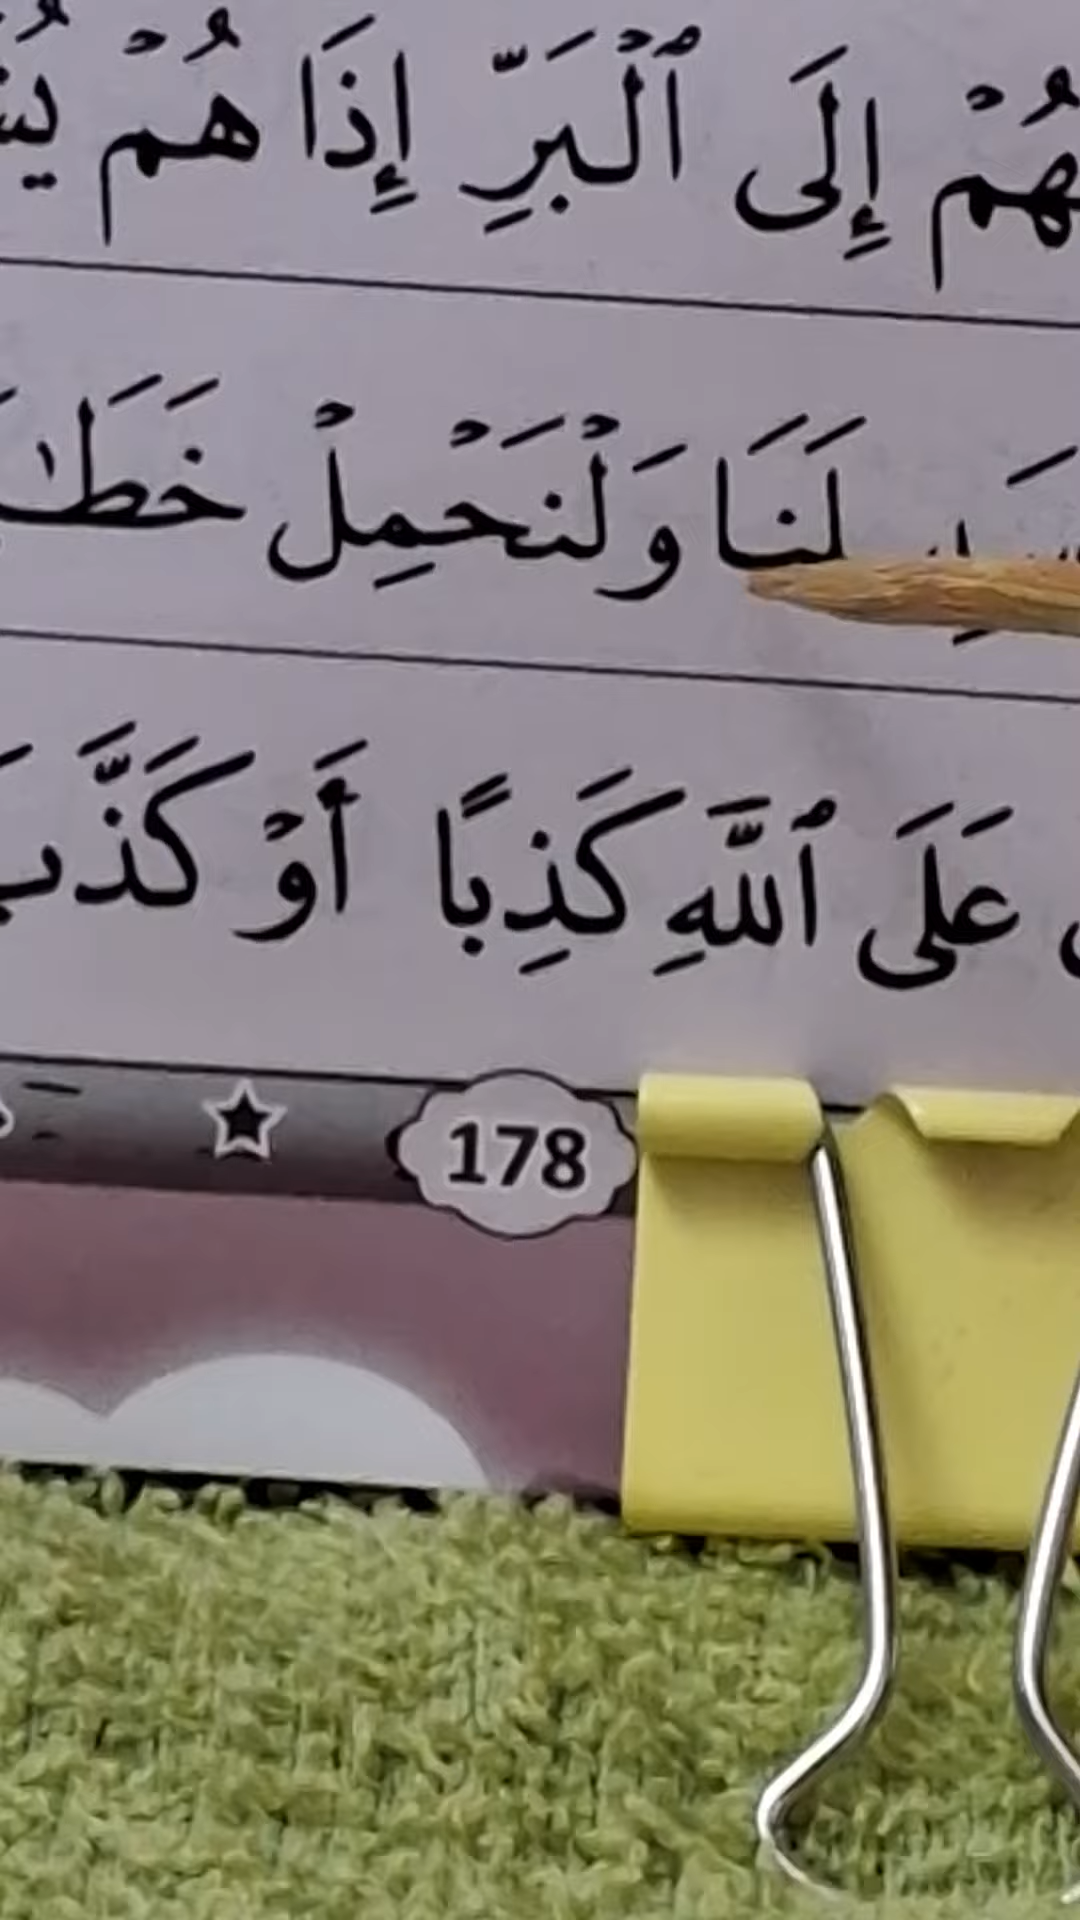 إِلَى ٱلْبَرِّ إِذَا هُمْ
لَنَا وَلْنَحْمِلْ
عَلَى ٱللَّهِ كَذِبًا أَوْ
178